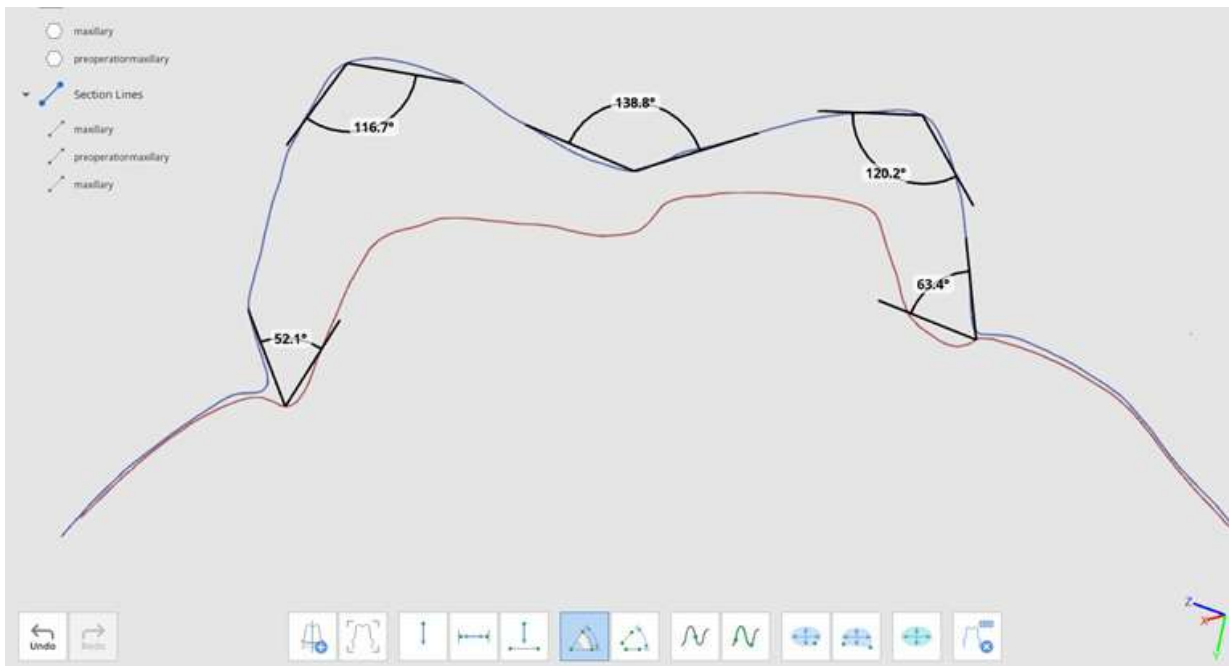 maxillary
preoperationmaxillary
Section Lines
maxillary
preoperationmaxillary
maxillary
138.8°
116.7°
120.2°
63.4°
52.1°
Undo
Redo
Z
X
Y